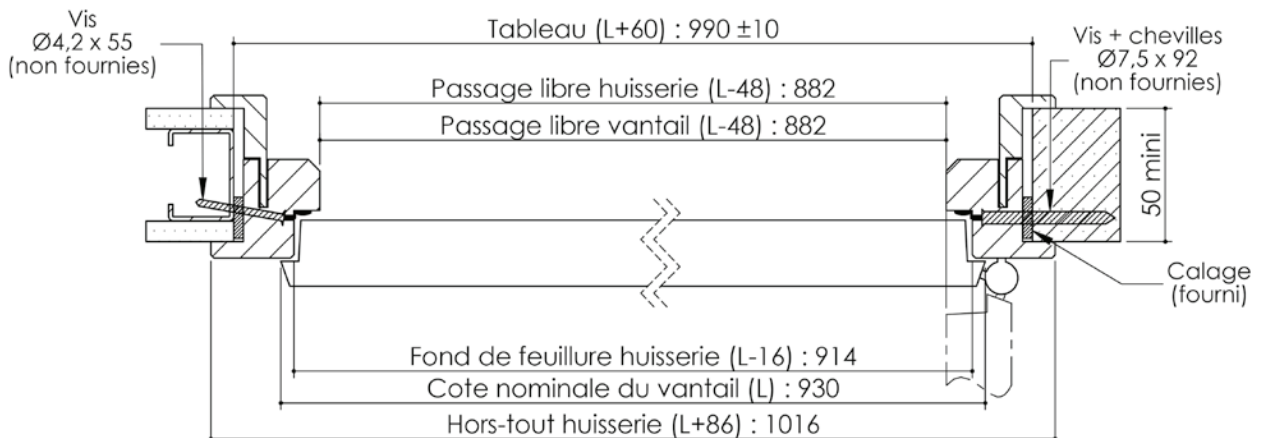 Vis
Ø4,2 x 55
(non fournies)
Tableau (L+60) : 990 ±10
Vis + chevilles
Ø7,5 x 92
(non fournies)
Passage libre huisserie (L-48) : 882
Passage libre vantail (L-48) : 882
50 mini
Calage
(fourni)
Fond de feuillure huisserie (L-16) : 914
Cote nominale du vantail (L) : 930
Hors-tout huisserie (L+86) : 1016